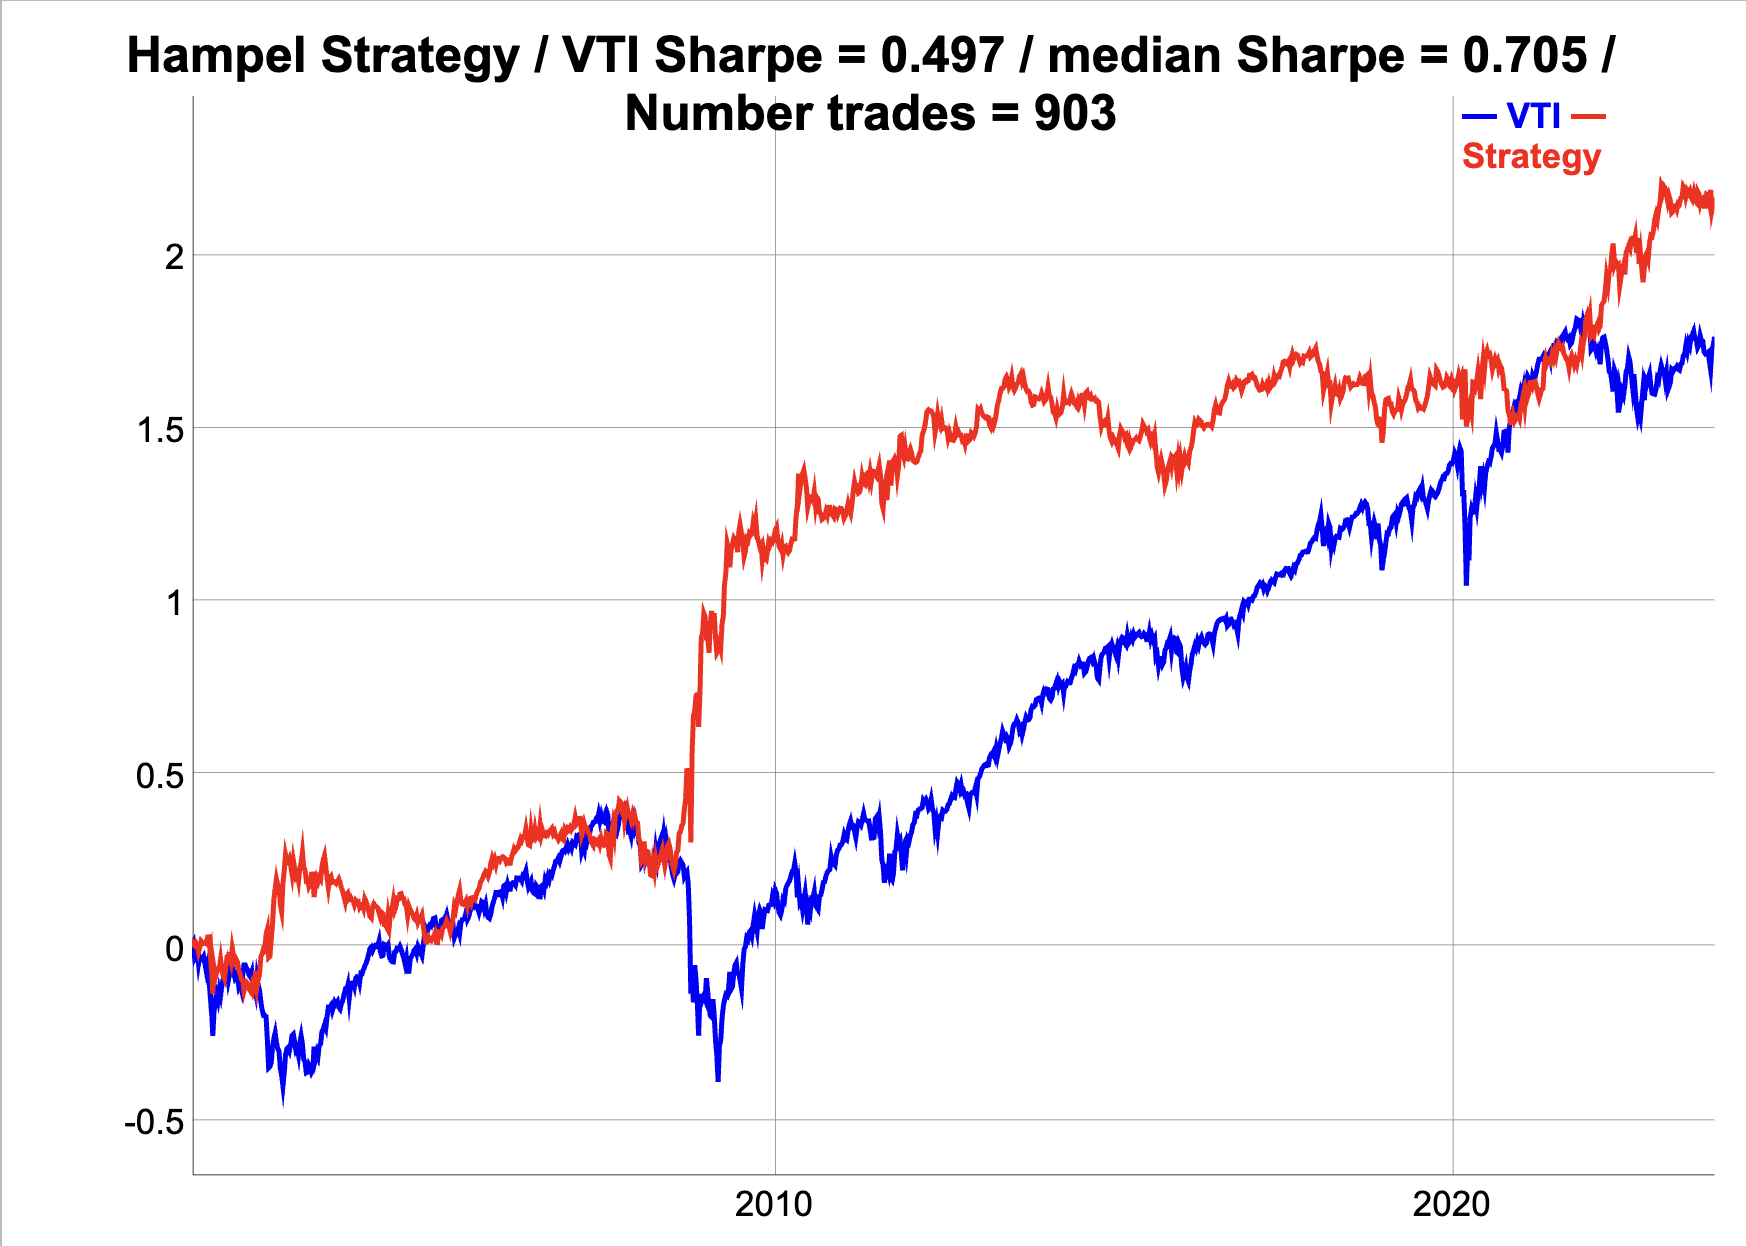 Hampel Strategy / VTI Sharpe = 0.497 / median Sharpe = 0.705 /
Number trades = 903
VTI
Strategy
2
1.5
1
0.5
0
-0.5
2010
2020